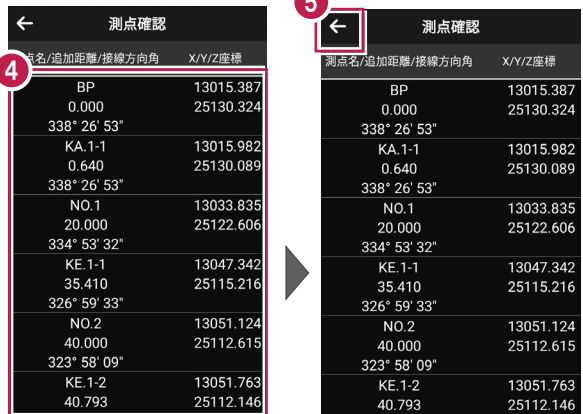 測点確認
点名/追加距離/接線方向角 X/Y/Z座標
4
BP 13015.387
0.000 25130.324
338° 26' 53"
KA.1-1 13015.982
0.640 25130.089
338° 26' 53"
NO.1 13033.835
20.000 25122.606
334° 53' 32"
KE.1-1 13047.342
35.410 25115.216
326° 59' 33"
NO.2 13051.124
40.000 25112.615
323° 58' 09"
KE.1-2 13051.763
40.793 25112.146
5
測点確認
測点名/追加距離/接線方向角 X/Y/Z座標
BP 13015.387
0.000 25130.324
338° 26' 53"
KA.1-1 13015.982
0.640 25130.089
338° 26' 53"
NO.1 13033.835
20.000 25122.606
334° 53' 32"
KE.1-1 13047.342
35.410 25115.216
326° 59' 33"
NO.2 13051.124
40.000 25112.615
323° 58' 09"
KE.1-2 13051.763
40.793 25112.146